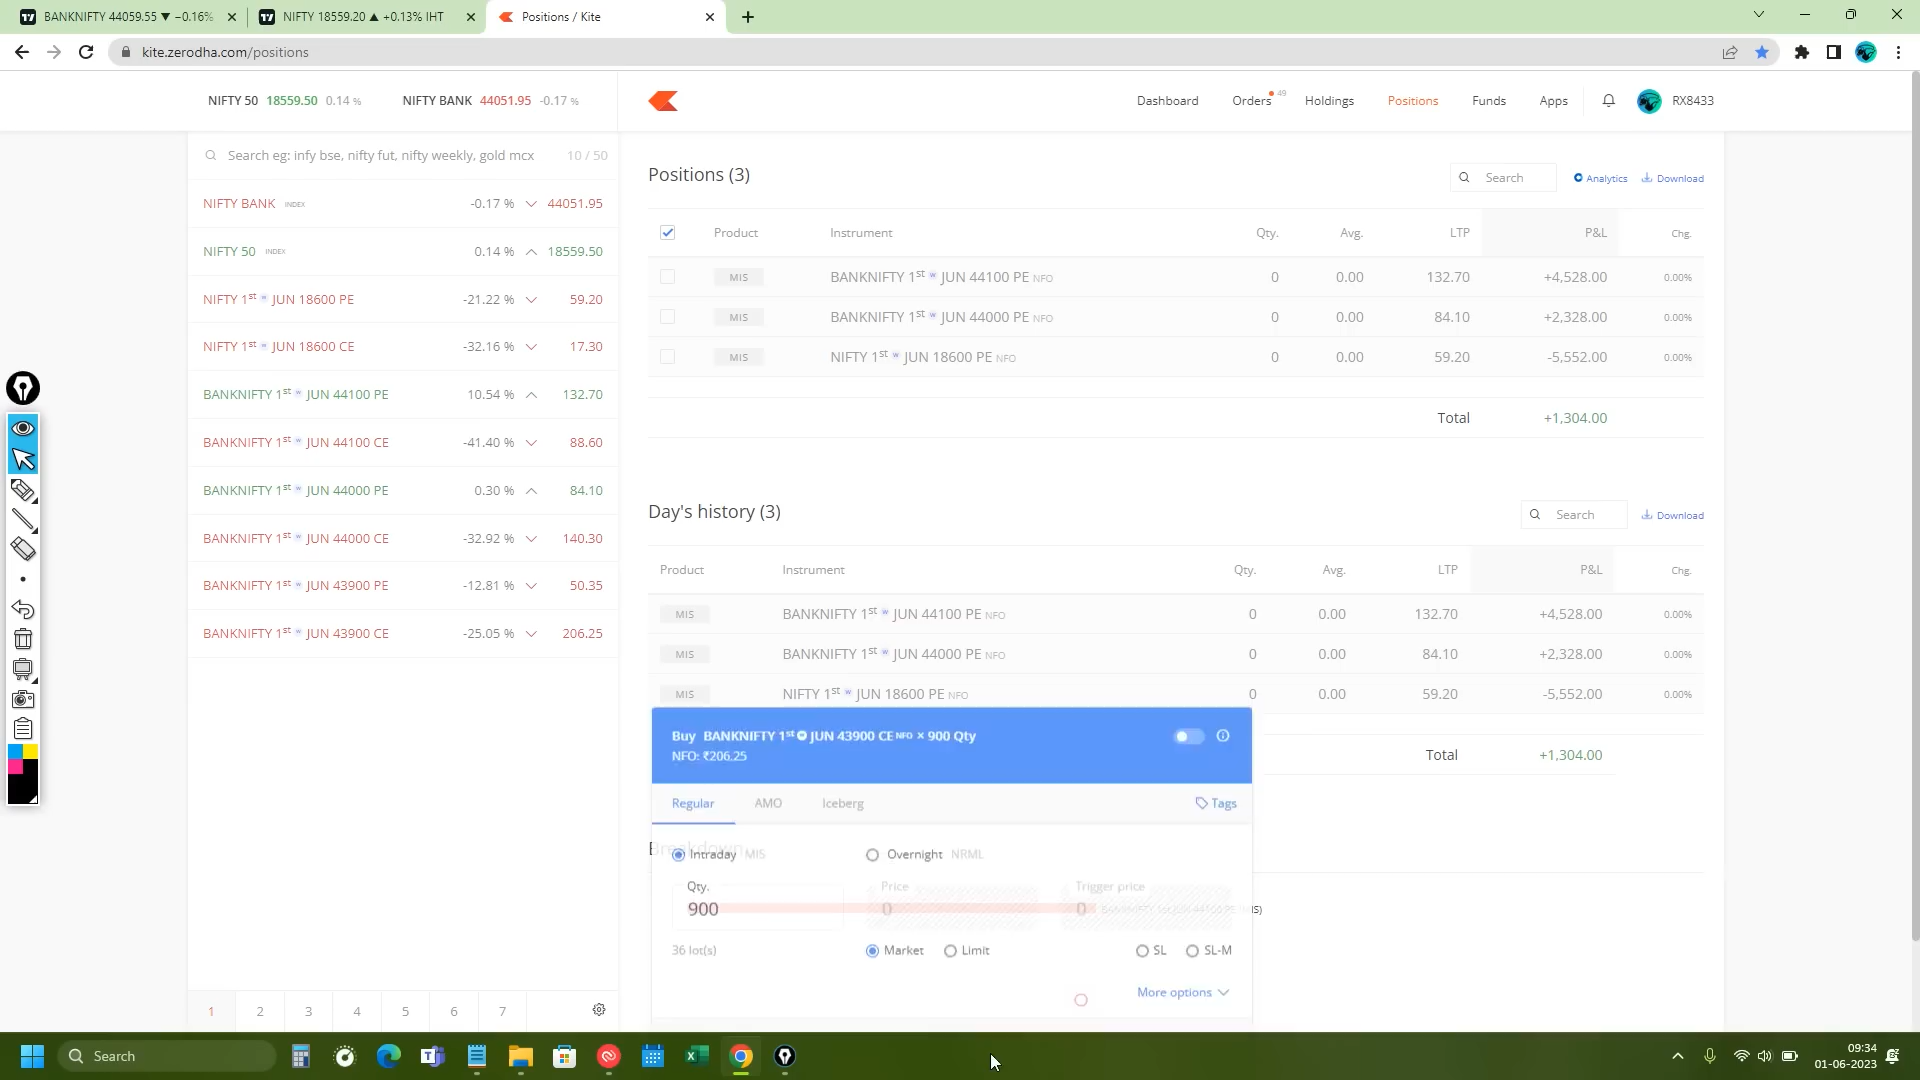 BANKNIFTY 44059.55 ▼ −0.16%
NIFTY 18559.20 ▲ +0.13% IHT
Positions / Kite
kite.zerodha.com/positions
NIFTY 50 18559.50 0.14 %
NIFTY BANK 44051.95 -0.17 %
Dashboard
Orders 49
Holdings
Positions
Funds
Apps
RX8433
Search eg: infy bse, nifty fut, nifty weekly, gold mcx 10 / 50
NIFTY BANK INDEX -0.17 % 44051.95
NIFTY 50 INDEX 0.14 % 18559.50
NIFTY 1st w JUN 18600 PE -21.22 % 59.20
NIFTY 1st w JUN 18600 CE -32.16 % 17.30
BANKNIFTY 1st w JUN 44100 PE 10.54 % 132.70
BANKNIFTY 1st w JUN 44100 CE -41.40 % 88.60
BANKNIFTY 1st w JUN 44000 PE 0.30 % 84.10
BANKNIFTY 1st w JUN 44000 CE -32.92 % 140.30
BANKNIFTY 1st w JUN 43900 PE -12.81 % 50.35
BANKNIFTY 1st w JUN 43900 CE -25.05 % 206.25
1 2 3 4 5 6 7
Positions (3)
Search
Analytics
Download
Product Instrument Qty. Avg. LTP P&L Chg.
MIS BANKNIFTY 1st w JUN 44100 PE NFO 0 0.00 132.70 +4,528.00 0.00%
MIS BANKNIFTY 1st w JUN 44000 PE NFO 0 0.00 84.10 +2,328.00 0.00%
MIS NIFTY 1st w JUN 18600 PE NFO 0 0.00 59.20 -5,552.00 0.00%
Total +1,304.00
Day's history (3)
Search
Download
Product Instrument Qty. Avg. LTP P&L Chg.
MIS BANKNIFTY 1st w JUN 44100 PE NFO 0 0.00 132.70 +4,528.00 0.00%
MIS BANKNIFTY 1st w JUN 44000 PE NFO 0 0.00 84.10 +2,328.00 0.00%
MIS NIFTY 1st w JUN 18600 PE NFO 0 0.00 59.20 -5,552.00 0.00%
Total +1,304.00
Buy BANKNIFTY 1st w JUN 43900 CE NFO × 900 Qty
NFO: ₹206.25
Regular AMO Iceberg Tags
Breakdown
Intraday MIS
Overnight NRML
Qty. Price Trigger price
900 0 0
BANKNIFTY 1st JUN 44100 PE (MIS)
36 lot(s)
Market Limit SL SL-M
More options
Search
09:34
01-06-2023